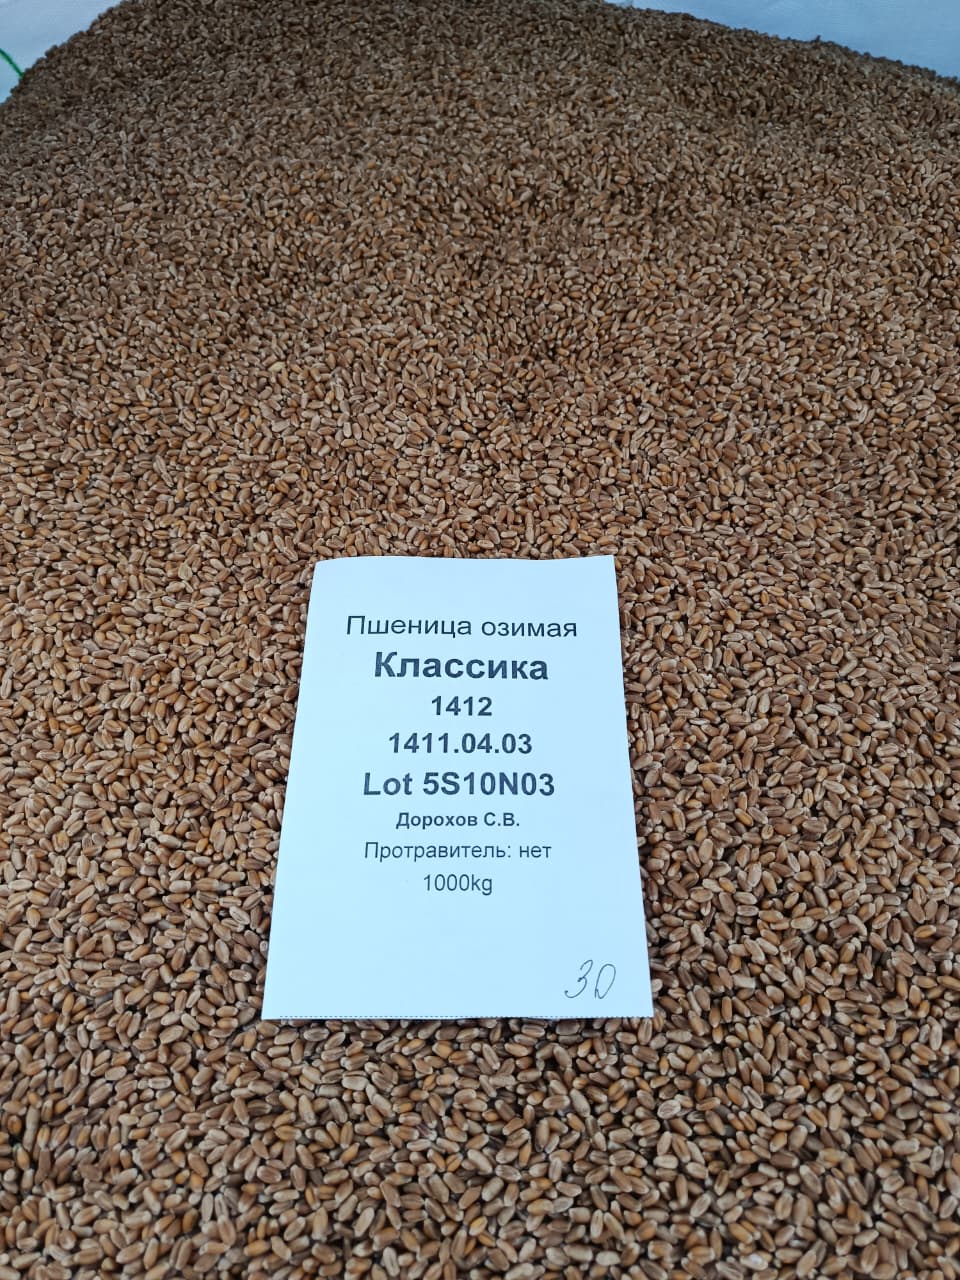 Пшеница озимая
Классика
1412
1411.04.03
Lot 5S10N03
Дорохов С.В.
Протравитель: нет
1000kg
30